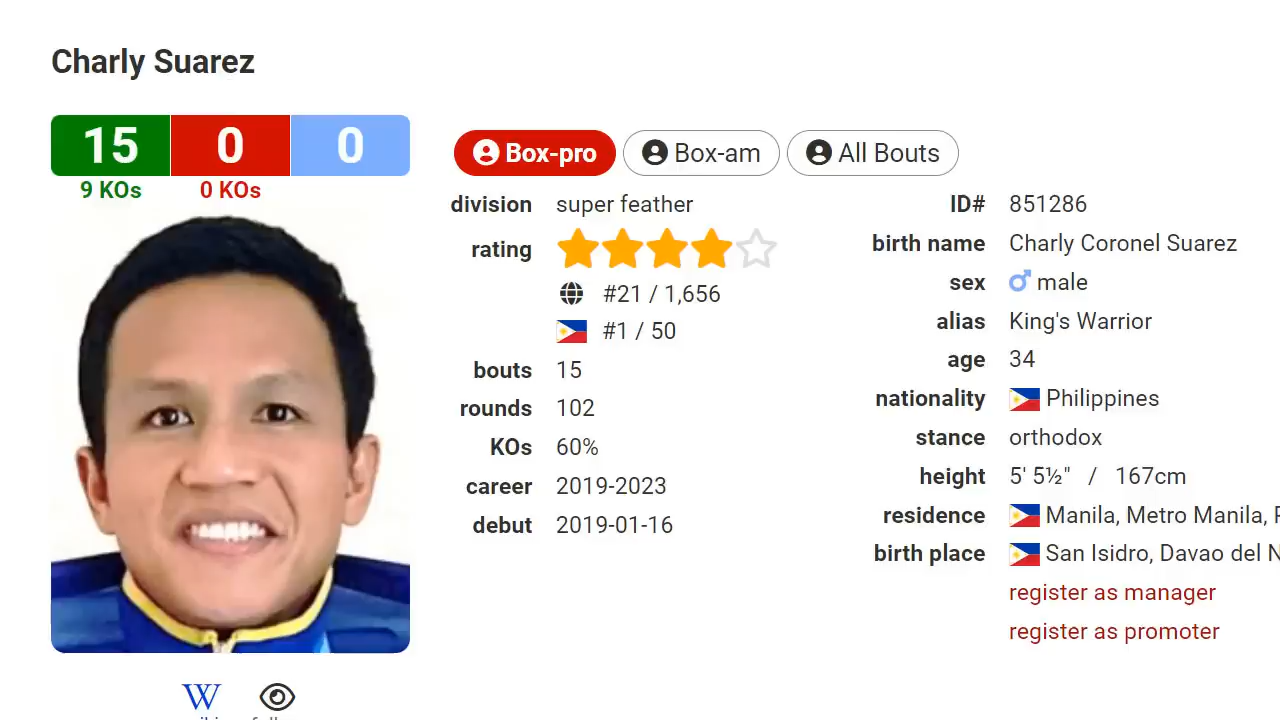 Charly Suarez
15 0 0
9 KOs 0 KOs
Box-pro Box-am All Bouts
division super feather
rating
#21 / 1,656
#1 / 50
bouts 15
rounds 102
KOs 60%
career 2019-2023
debut 2019-01-16
ID# 851286
birth name Charly Coronel Suarez
sex ♂ male
alias King's Warrior
age 34
nationality Philippines
stance orthodox
height 5' 5½" / 167cm
residence Manila, Metro Manila,
birth place San Isidro, Davao del N
register as manager
register as promoter
W